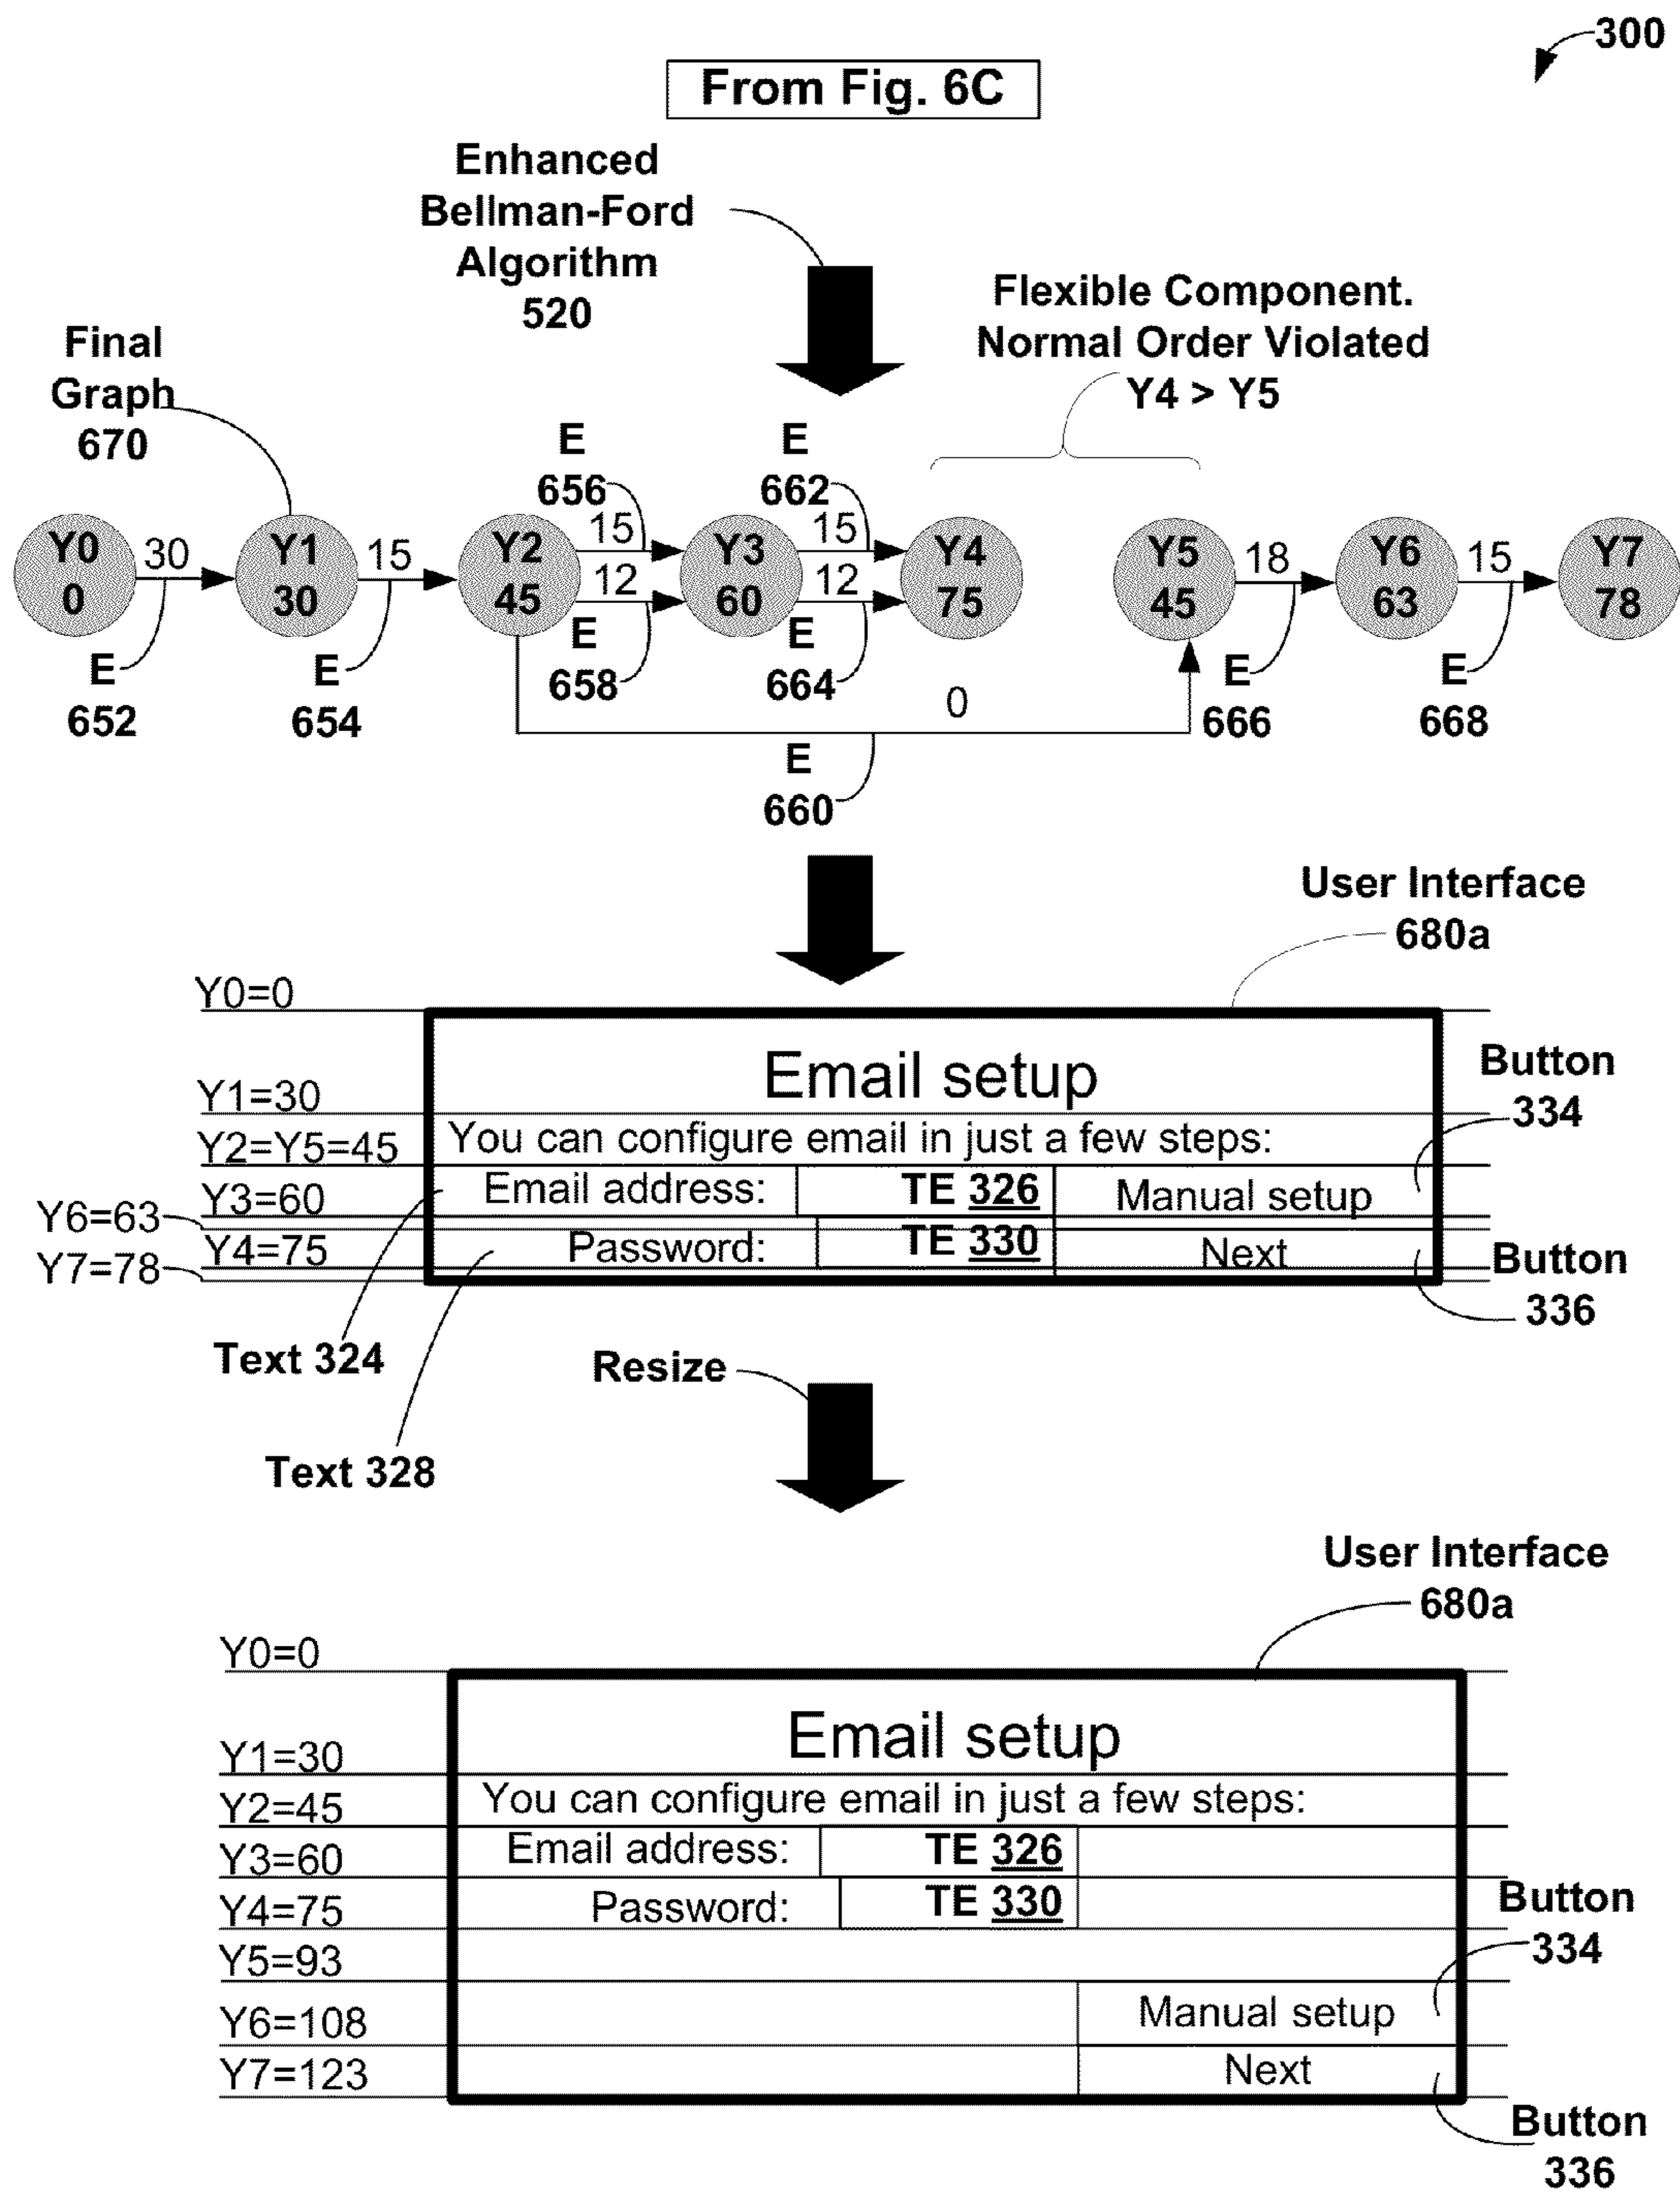 300
From Fig. 6C
Enhanced
Bellman-Ford
Algorithm
520
Flexible Component.
Normal Order Violated
Y4 > Y5
Final
Graph
670
E
656
E
662
Y0
0
30
Y1
30
15
Y2
45
15
12
Y3
60
15
12
Y4
75
Y5
45
18
Y6
63
15
Y7
78
E
652
E
654
E
658
E
664
0
E
660
E
666
E
668
User Interface
680a
Y0=0
Y1=30
Y2=Y5=45
Y3=60
Y6=63
Y4=75
Y7=78
Email setup
You can configure email in just a few steps:
Email address:
TE 326
Manual setup
Password:
TE 330
Next
Button
334
Button
336
Text 324
Text 328
Resize
User Interface
680a
Y0=0
Y1=30
Y2=45
Y3=60
Y4=75
Y5=93
Y6=108
Y7=123
Email setup
You can configure email in just a few steps:
Email address:
TE 326
Password:
TE 330
Manual setup
Next
Button
334
Button
336